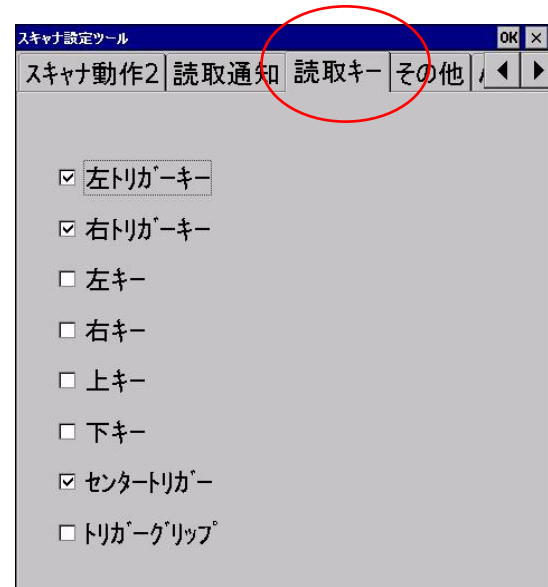 スキャナ設定ツール OK ×
スキャナ動作2 読取通知 読取キー その他
左トリガーキー
右トリガーキー
左キー
右キー
上キー
下キー
センタートリガー
トリガーグリップ